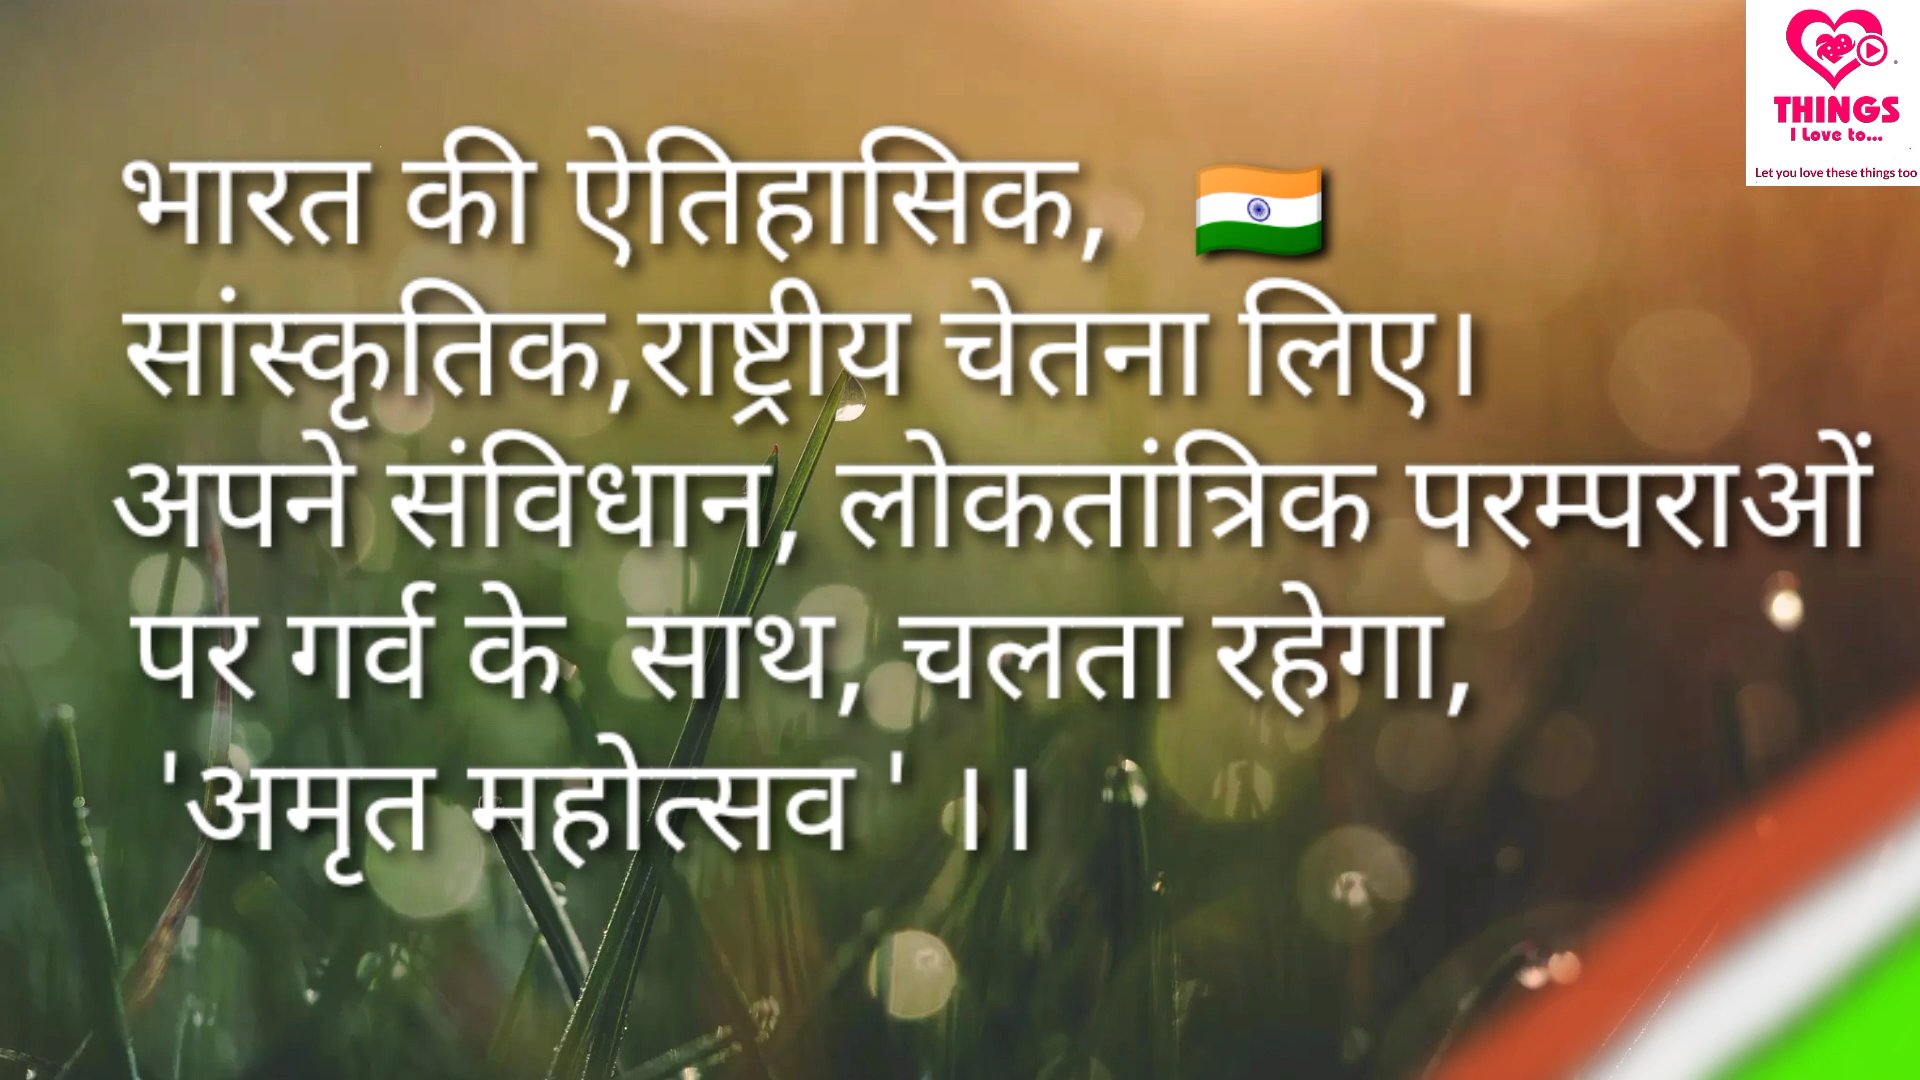 THINGS
I Love to...
Let you love these things too
भारत की ऐतिहासिक, 🇮🇳
सांस्कृतिक,राष्ट्रीय चेतना लिए।
अपने संविधान, लोकतांत्रिक परम्पराओं
पर गर्व के साथ, चलता रहेगा,
'अमृत महोत्सव ' ।।